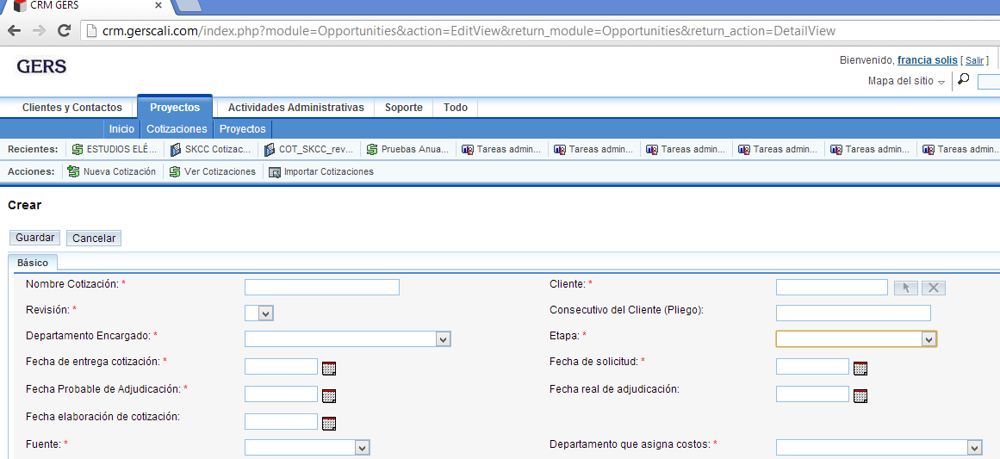 CRM GERS
crm.gerscali.com/index.php?module=Opportunities&action=EditView&return_module=Opportunities&return_action=DetailView
GERS
Bienvenido, francia solis [ Salir ]
Mapa del sitio
Clientes y Contactos Proyectos Actividades Administrativas Soporte Todo
Inicio Cotizaciones Proyectos
Recientes: ESTUDIOS ELÉ... SKCC Cotizac... COT_SKCC_rev... Pruebas Anua... Tareas admin... Tareas admin... Tareas admin... Tareas admin... Tareas admin... Tareas admin...
Acciones: Nueva Cotización Ver Cotizaciones Importar Cotizaciones
Crear
Guardar Cancelar
Básico
Nombre Cotización: * Cliente: *
Revisión: * Consecutivo del Cliente (Pliego):
Departamento Encargado: * Etapa: *
Fecha de entrega cotización: * Fecha de solicitud: *
Fecha Probable de Adjudicación: * Fecha real de adjudicación:
Fecha elaboración de cotización:
Fuente: * Departamento que asigna costos: *